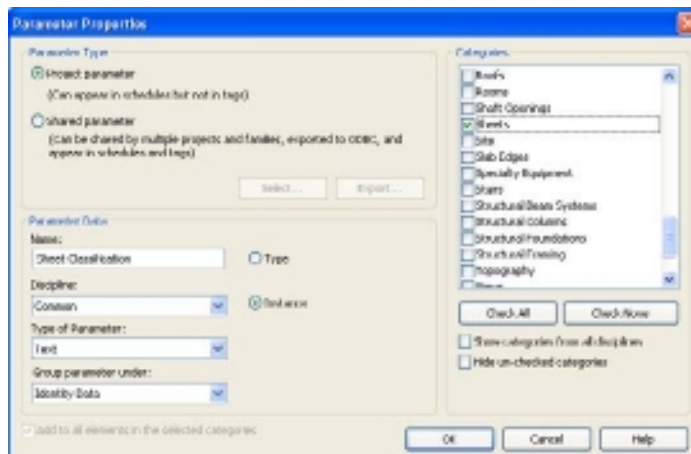 Parameter Properties
Parameter Type
Project parameter
(Can appear in schedules but not in tags)
Shared parameter
(Can be shared by multiple projects and families, exported to ODBC, and
appear in schedules and tags)
Select...
Export...
Parameter Data
Name:
Sheet Classification
Type
Discipline:
Common
Instance
Type of Parameter:
Text
Group parameter under:
Identity Data
Add to all elements in the selected categories
Categories
Roofs
Rooms
Shaft Openings
Sheets
Site
Slab Edges
Specialty Equipment
Stairs
Structural Beam Systems
Structural Columns
Structural Foundations
Structural Framing
Topography
Check All
Check None
Show categories from all disciplines
Hide un-checked categories
OK
Cancel
Help